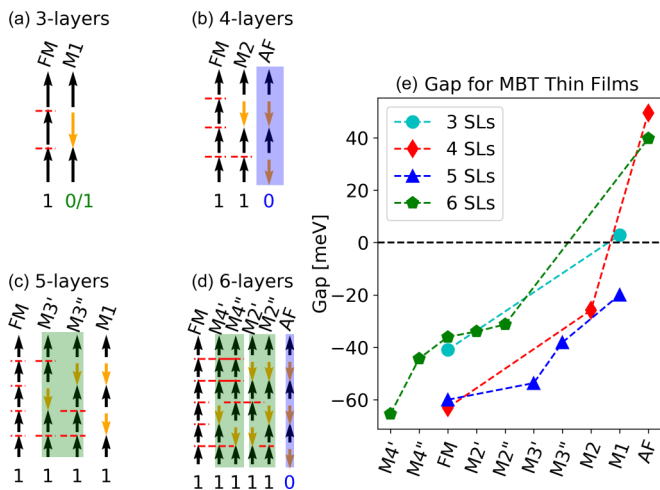 (a) 3-layers
FM M1
1 0/1
(b) 4-layers
FM M2 AF
1 1 0
(c) 5-layers
FM M3' M3'' M1
1 1 1 1
(d) 6-layers
FM M4' M4'' M2' M2'' AF
1 1 1 1 1 0
(e) Gap for MBT Thin Films
3 SLs
4 SLs
5 SLs
6 SLs
Gap [meV]
40
20
0
−20
−40
−60
M4' M4'' FM M2' M2'' M3' M3'' M2 M1 AF